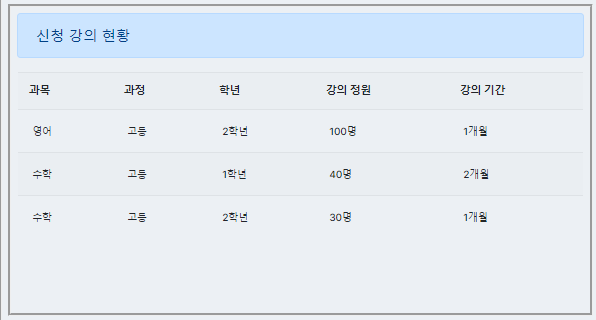 신청 강의 현황
과목 과정 학년 강의 정원 강의 기간
영어 고등 2학년 100명 1개월
수학 고등 1학년 40명 2개월
수학 고등 2학년 30명 1개월